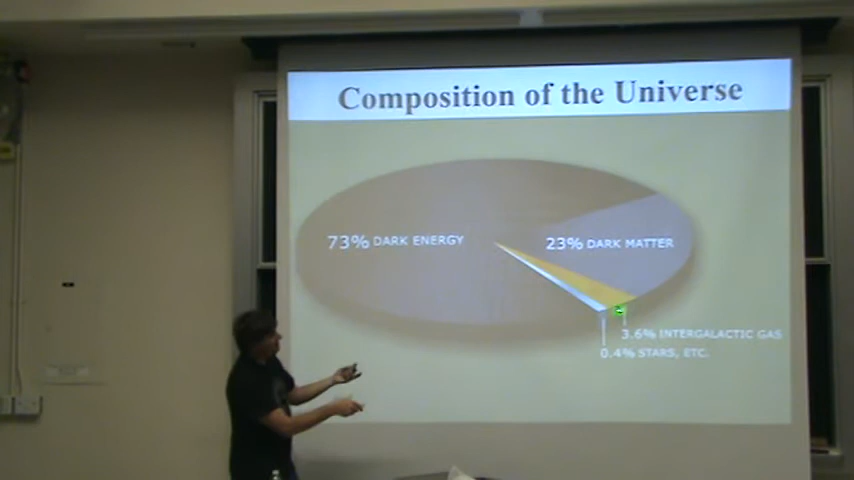 Composition of the Universe
73% DARK ENERGY
23% DARK MATTER
3.6% INTERGALACTIC GAS
0.4% STARS, ETC.